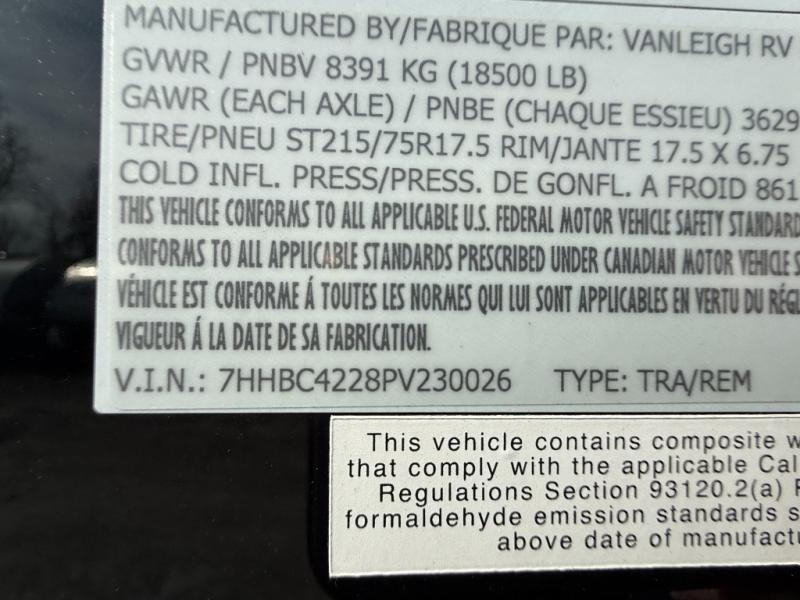 MANUFACTURED BY/FABRIQUE PAR: VANLEIGH RV
GVWR / PNBV 8391 KG (18500 LB)
GAWR (EACH AXLE) / PNBE (CHAQUE ESSIEU) 3629
TIRE/PNEU ST215/75R17.5 RIM/JANTE 17.5 X 6.75
COLD INFL. PRESS/PRESS. DE GONFL. A FROID 861
THIS VEHICLE CONFORMS TO ALL APPLICABLE U.S. FEDERAL MOTOR VEHICLE SAFETY STANDARD
CONFORMS TO ALL APPLICABLE STANDARDS PRESCRIBED UNDER CANADIAN MOTOR VEHICLE S
VÉHICLE EST CONFORME Á TOUTES LES NORMES QUI LUI SONT APPLICABLES EN VERTU DU RÉGL
VIGUEUR Á LA DATE DE SA FABRICATION.
V.I.N.: 7HHBC4228PV230026 TYPE: TRA/REM
This vehicle contains composite w
that comply with the applicable Cal
Regulations Section 93120.2(a) F
formaldehyde emission standards s
above date of manufactu